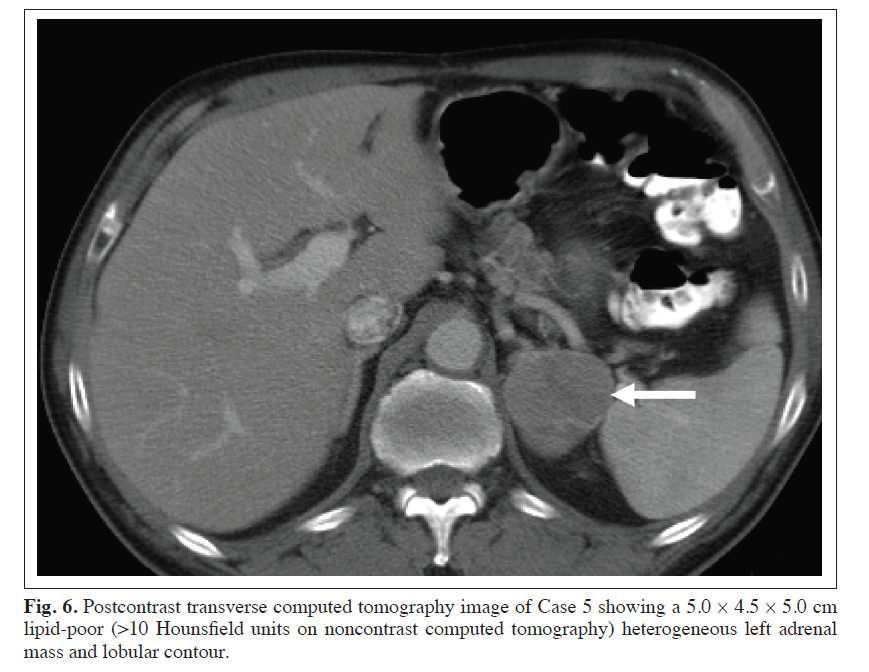 Fig. 6. Postcontrast transverse computed tomography image of Case 5 showing a 5.0 × 4.5 × 5.0 cm
lipid-poor (>10 Hounsfield units on noncontrast computed tomography) heterogeneous left adrenal
mass and lobular contour.